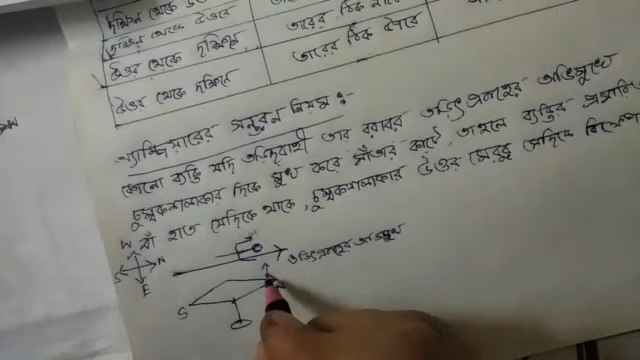 দক্ষিণ থেকে উত্তরে
তারের ঠিক নীচে
দক্ষিণ থেকে উত্তরে
উত্তর থেকে দক্ষিণে
তারের ঠিক উপরে
উত্তর থেকে দক্ষিণে
অ্যাম্পিয়ারের সন্তরণ নিয়ম :-
কোনো ব্যক্তি যদি তড়িৎবাহী তার বরাবর তড়িৎ প্রবাহের অভিমুখে
চুম্বকশলাকার দিকে মুখ করে সাঁতার কাটে, তাহলে ব্যক্তির প্রসারিত
বাঁ হাত যেদিকে থাকে, চুম্বকশলাকার উত্তর মেরু সেদিকে
W
S N
E
তড়িৎপ্রবাহের অভিমুখ
S